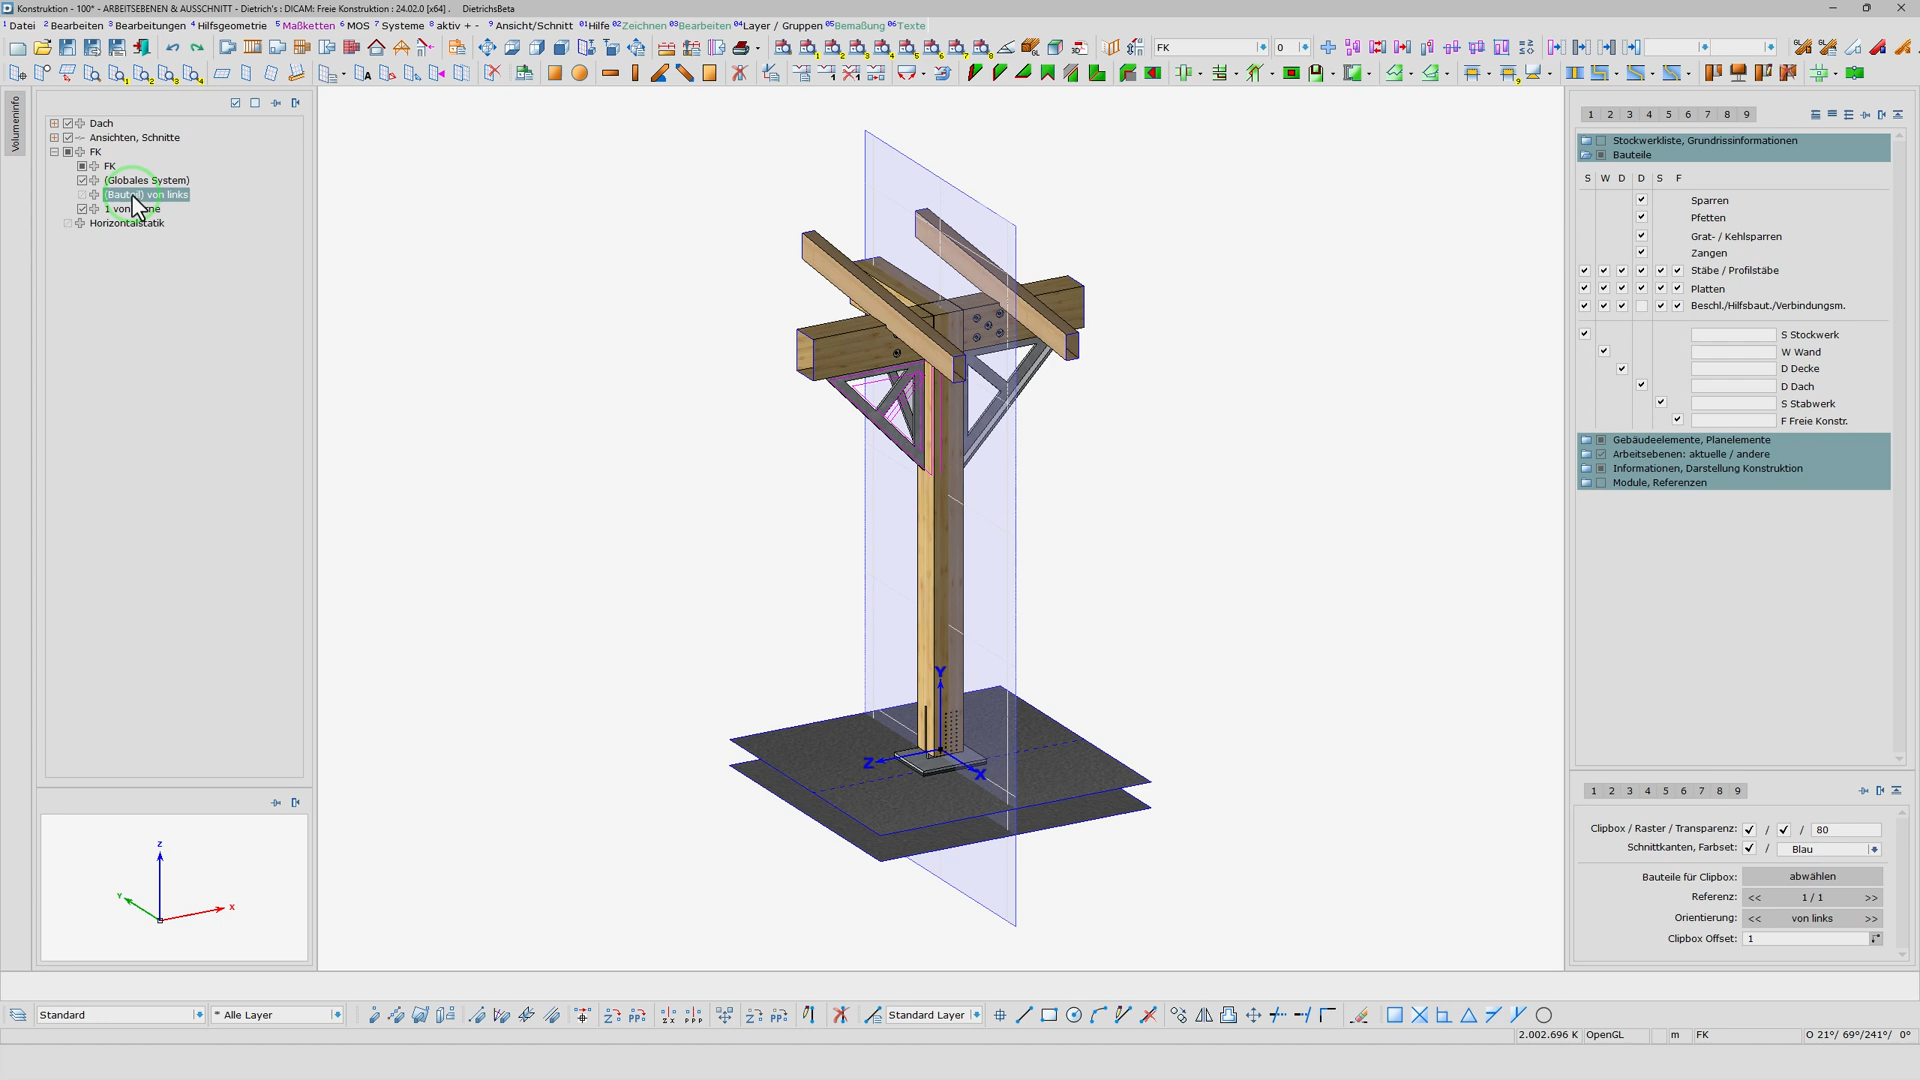 Konstruktion - 100* - ARBEITSEBENEN & AUSSCHNITT - Dietrich's : DICAM: Freie Konstruktion : 24.02.0 [x64] . DietrichsBeta
1 Datei 2 Bearbeiten 3 Bearbeitungen 4 Hilfsgeometrie 5 Maßketten 6 MOS 7 Systeme 8 aktiv + - 9 Ansicht/Schnitt 01 Hilfe 02 Zeichnen 03 Bearbeiten 04 Layer / Gruppen 05 Bemaßung 06 Texte
FK 0
Volumeninfo
Dach
Ansichten, Schnitte
FK
FK
(Globales System)
(Bauteil) von links
Horizontalstatik
Z
Y
X
Y
Z
X
1 2 3 4 5 6 7 8 9
Stockwerkliste, Grundrissinformationen
Bauteile
S W D D S F
Sparren
Pfetten
Grat- / Kehlsparren
Zangen
Stäbe / Profilstäbe
Platten
Beschl./Hilfsbaut./Verbindungsm.
S Stockwerk
W Wand
D Decke
D Dach
S Stabwerk
F Freie Konstr.
Gebäudeelemente, Planelemente
Arbeitsebenen: aktuelle / andere
Informationen, Darstellung Konstruktion
Module, Referenzen
1 2 3 4 5 6 7 8 9
Clipbox / Raster / Transparenz: / / 80
Schnittkanten, Farbset: / Blau
Bauteile für Clipbox: abwählen
Referenz: << 1 / 1 >>
Orientierung: << von links >>
Clipbox Offset: 1
Standard * Alle Layer Standard Layer
2.002.696 K OpenGL m FK O 21°/ 69°/241°/ 0°